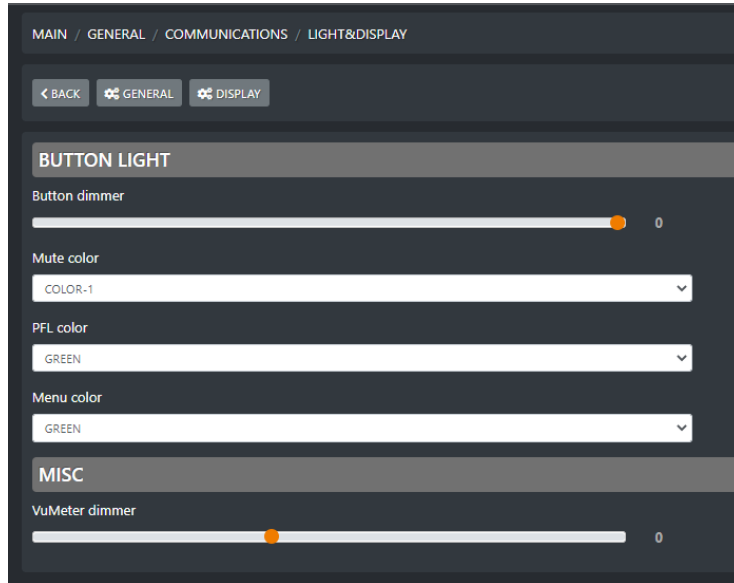 MAIN / GENERAL / COMMUNICATIONS / LIGHT&DISPLAY
BACK GENERAL DISPLAY
BUTTON LIGHT
Button dimmer
0
Mute color
COLOR-1
PFL color
GREEN
Menu color
GREEN
MISC
VuMeter dimmer
0